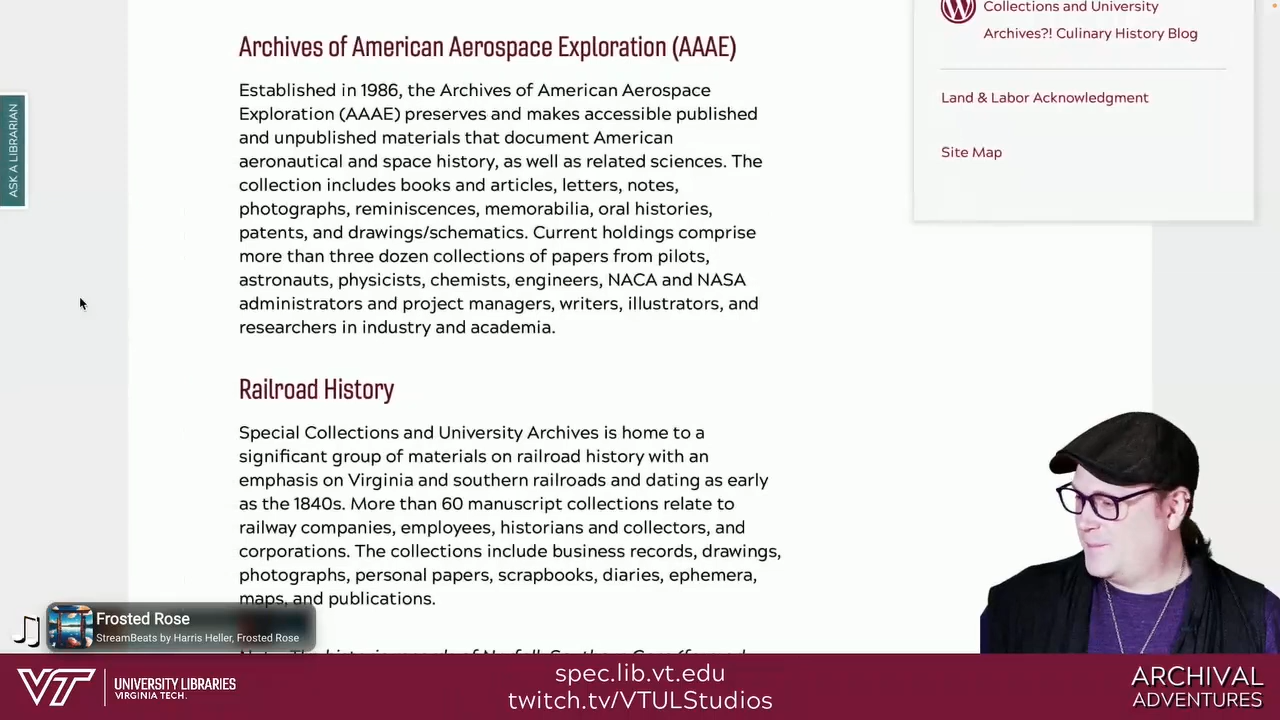 Collections and University
Archives?! Culinary History Blog
Land & Labor Acknowledgment
Site Map
ASK A LIBRARIAN
Archives of American Aerospace Exploration (AAAE)
Established in 1986, the Archives of American Aerospace
Exploration (AAAE) preserves and makes accessible published
and unpublished materials that document American
aeronautical and space history, as well as related sciences. The
collection includes books and articles, letters, notes,
photographs, reminiscences, memorabilia, oral histories,
patents, and drawings/schematics. Current holdings comprise
more than three dozen collections of papers from pilots,
astronauts, physicists, chemists, engineers, NACA and NASA
administrators and project managers, writers, illustrators, and
researchers in industry and academia.
Railroad History
Special Collections and University Archives is home to a
significant group of materials on railroad history with an
emphasis on Virginia and southern railroads and dating as early
as the 1840s. More than 60 manuscript collections relate to
railway companies, employees, historians and collectors, and
corporations. The collections include business records, drawings,
photographs, personal papers, scrapbooks, diaries, ephemera,
maps, and publications.
Frosted Rose
StreamBeats by Harris Heller, Frosted Rose
VT
UNIVERSITY LIBRARIES
VIRGINIA TECH.
spec.lib.vt.edu
twitch.tv/VTULStudios
ARCHIVAL
ADVENTURES